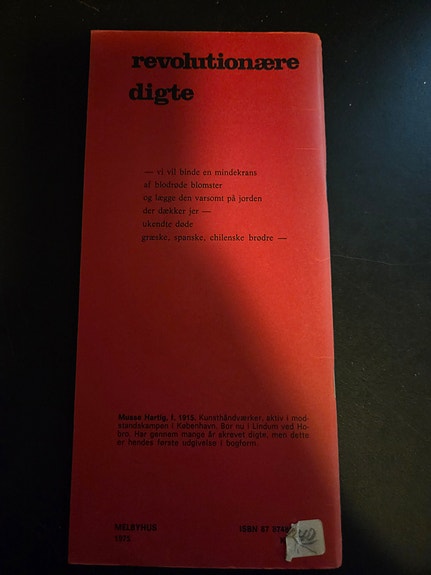 revolutionære
digte
— vi vil binde en mindekrans
af blodrøde blomster
og lægge den varsomt på jorden
der dækker jer —
ukendte døde
græske, spanske, chilenske brødre —
Musse Hartig, f. 1915. Kunsthåndværker, aktiv i mod-
standskampen i København. Bor nu i Lindum ved Ho-
bro. Har gennem mange år skrevet digte, men dette
er hendes første udgivelse i bogform.
MELBYHUS ISBN 87
1975